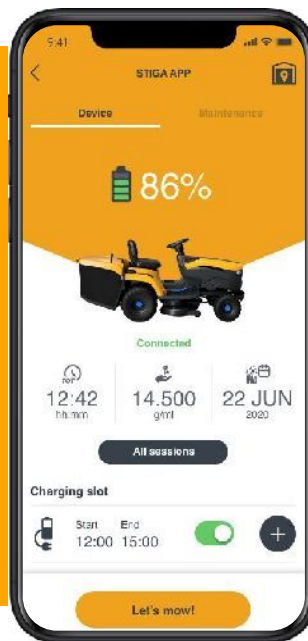 9:41
STIGA APP
Device Maintenance
86%
Connected
TOT
12:42 14.500 22 JUN
hh:mm g/ml 2020
All sessions
Charging slot
Start End
12:00 15:00
Let's mow!